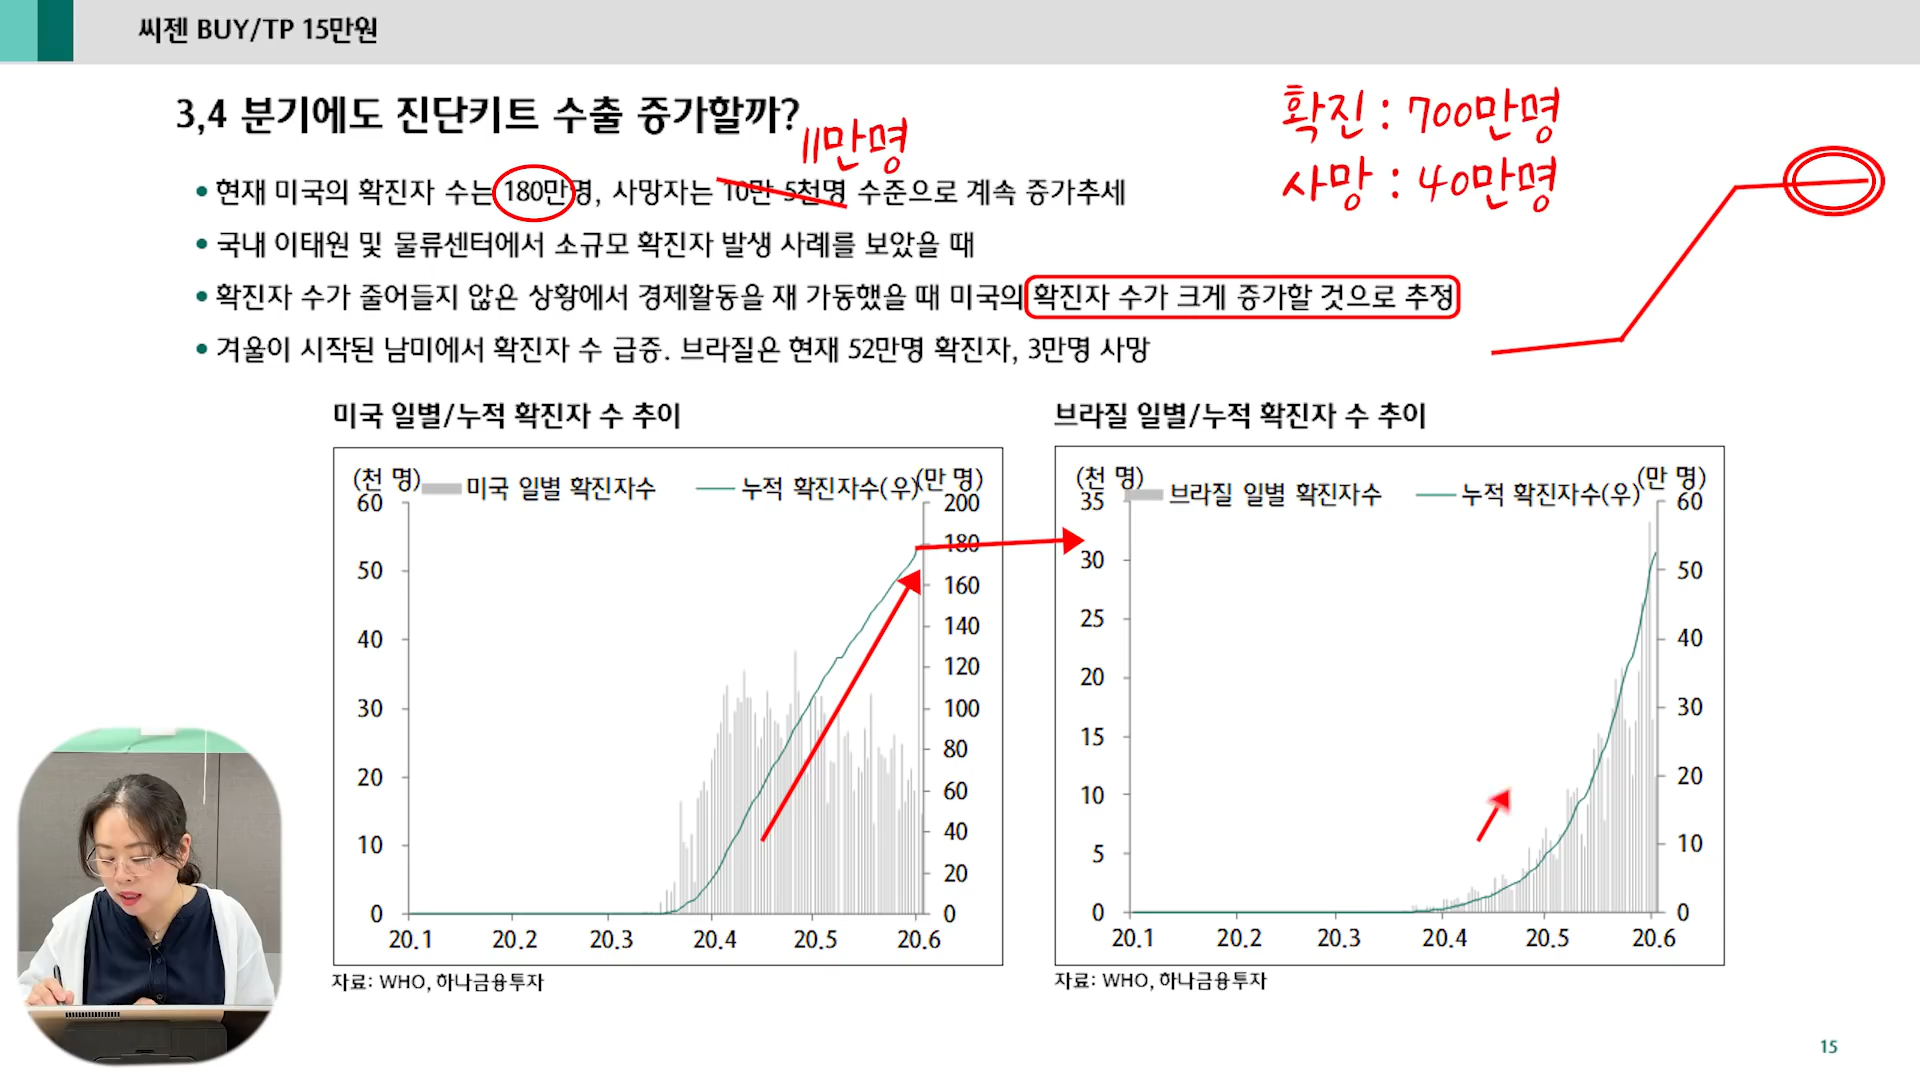 씨젠 BUY/TP 15만원
3,4 분기에도 진단키트 수출 증가할까?
11만명
확진 : 700만명
사망 : 40만명
• 현재 미국의 확진자 수는 180만명, 사망자는 10만 5천명 수준으로 계속 증가추세
• 국내 이태원 및 물류센터에서 소규모 확진자 발생 사례를 보았을 때
• 확진자 수가 줄어들지 않은 상황에서 경제활동을 재 가동했을 때 미국의 확진자 수가 크게 증가할 것으로 추정
• 겨울이 시작된 남미에서 확진자 수 급증. 브라질은 현재 52만명 확진자, 3만명 사망
미국 일별/누적 확진자 수 추이
(천 명) 미국 일별 확진자수 누적 확진자수(우) (만 명)
60 200
180
50 160
140
40 120
30 100
80
20 60
40
10 20
0 0
20.1 20.2 20.3 20.4 20.5 20.6
자료: WHO, 하나금융투자
브라질 일별/누적 확진자 수 추이
(천 명) 브라질 일별 확진자수 누적 확진자수(우) (만 명)
35 60
30 50
25 40
20 30
15 20
10
5 10
0 0
20.1 20.2 20.3 20.4 20.5 20.6
자료: WHO, 하나금융투자
15